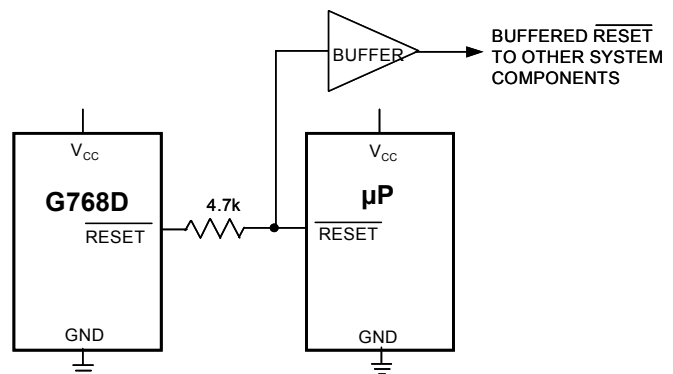 BUFFERED RESET
TO OTHER SYSTEM
COMPONENTS
BUFFER
VCC
G768D
RESET
GND
4.7k
VCC
µP
RESET
GND